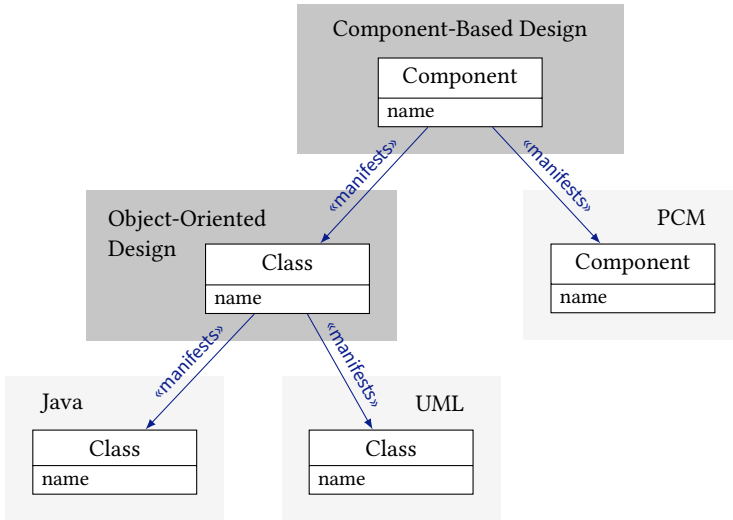 Component-Based Design
Component
name
«manifests»
«manifests»
Object-Oriented
Design
Class
name
PCM
Component
name
«manifests»
«manifests»
Java
Class
name
UML
Class
name